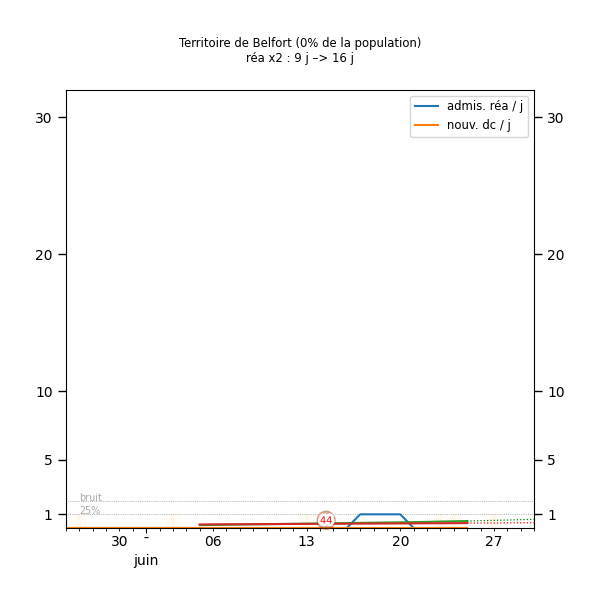 Territoire de Belfort (0% de la population)
réa x2 : 9 j –> 16 j
admis. réa / j
nouv. dc / j
30 30
20 20
10 10
5 5
bruit
25%
1 1
44
30 - 06 13 20 27
juin